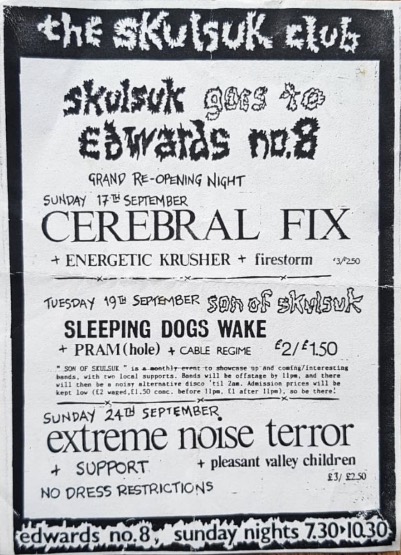 the skulsuk club
skulsuk goes to
Edwards no.8
GRAND RE-OPENING NIGHT
SUNDAY 17TH SEPTEMBER
CEREBRAL FIX
+ ENERGETIC KRUSHER + firestorm £3/£2.50
TUESDAY 19TH SEPTEMBER son of skulsuk
SLEEPING DOGS WAKE
+ PRAM(hole) + CABLE REGIME £2/£1.50
" SON OF SKULSUK " is a monthly event to showcase up and coming/interesting
bands, with two local supports. Bands will be offstage by 11pm, and there
will then be a noisy alternative disco 'til 2am. Admission prices will be
kept low (£2 waged,£1.50 conc. before 11pm, £1 after 11pm), so be there!
SUNDAY 24TH SEPTEMBER
extreme noise terror
+ SUPPORT + pleasant valley children
£3/ £2.50
NO DRESS RESTRICTIONS
edwards no.8, sunday nights 7.30>10.30